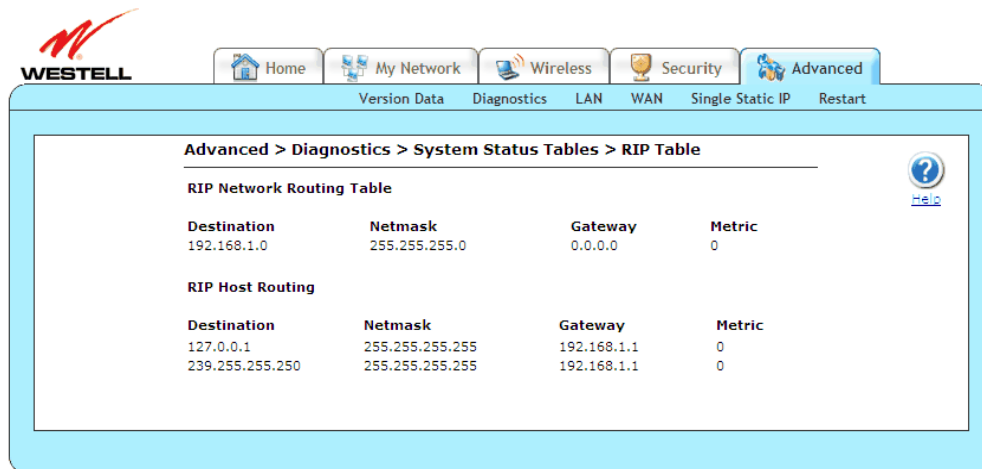 WESTELL
Home My Network Wireless Security Advanced
Version Data Diagnostics LAN WAN Single Static IP Restart
Advanced > Diagnostics > System Status Tables > RIP Table
Help
RIP Network Routing Table
Destination Netmask Gateway Metric
192.168.1.0 255.255.255.0 0.0.0.0 0
RIP Host Routing
Destination Netmask Gateway Metric
127.0.0.1 255.255.255.255 192.168.1.1 0
239.255.255.250 255.255.255.255 192.168.1.1 0